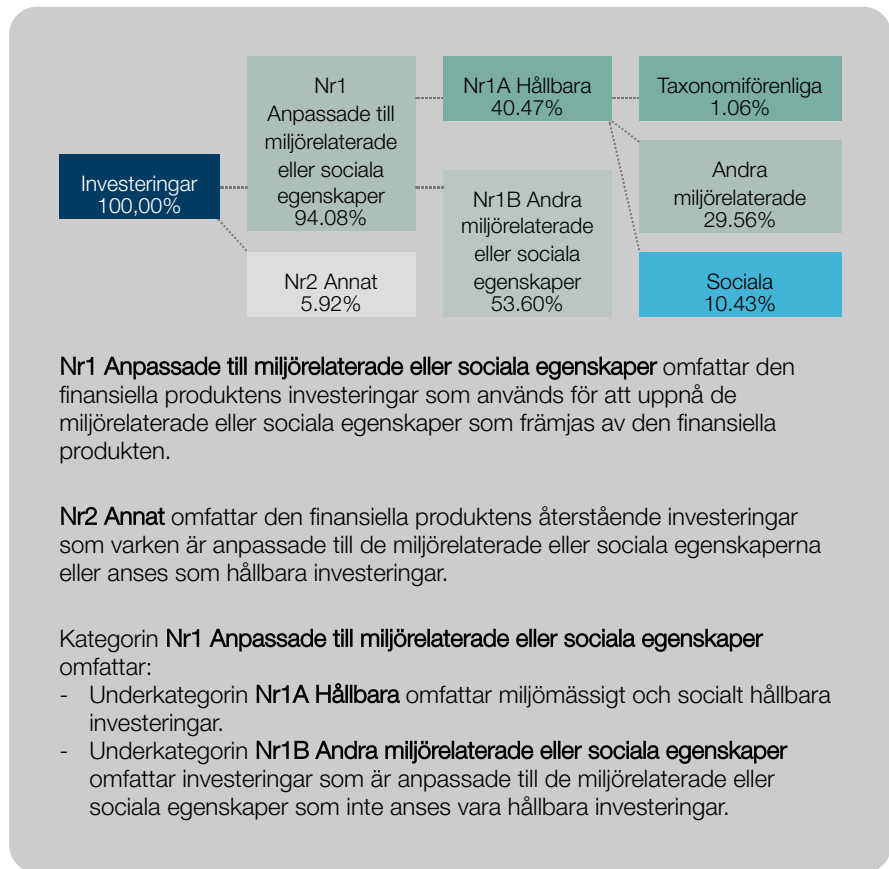 Investeringar
100,00%
Nr1
Anpassade till
miljörelaterade
eller sociala
egenskaper
94.08%
Nr2 Annat
5.92%
Nr1A Hållbara
40.47%
Nr1B Andra
miljörelaterade
eller sociala
egenskaper
53.60%
Taxonomiförenliga
1.06%
Andra
miljörelaterade
29.56%
Sociala
10.43%
Nr1 Anpassade till miljörelaterade eller sociala egenskaper omfattar den
finansiella produktens investeringar som används för att uppnå de
miljörelaterade eller sociala egenskaper som främjas av den finansiella
produkten.
Nr2 Annat omfattar den finansiella produktens återstående investeringar
som varken är anpassade till de miljörelaterade eller sociala egenskaperna
eller anses som hållbara investeringar.
Kategorin Nr1 Anpassade till miljörelaterade eller sociala egenskaper
omfattar:
- Underkategorin Nr1A Hållbara omfattar miljömässigt och socialt hållbara
investeringar.
- Underkategorin Nr1B Andra miljörelaterade eller sociala egenskaper
omfattar investeringar som är anpassade till de miljörelaterade eller
sociala egenskaper som inte anses vara hållbara investeringar.